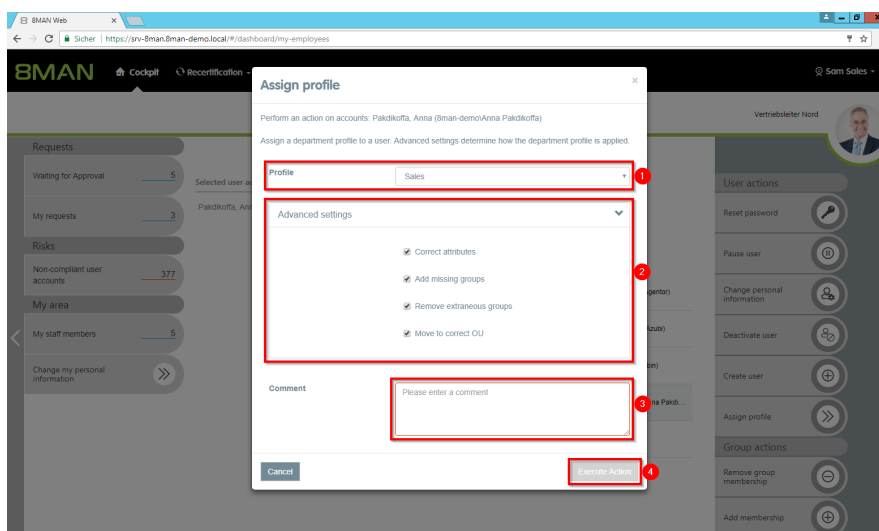 8MAN Web
Sicher | https://srv-8man.8man-demo.local/#/dashboard/my-employees
8MAN
Cockpit
Recertification
Sam Sales
Vertriebsleiter Nord
Requests
Waiting for Approval 5
My requests 3
Risks
Non-compliant user
accounts 377
My area
My staff members 5
Change my personal
information
Selected user a
Pakdikoffa, An
Assign profile
Perform an action on accounts: Pakdikoffa, Anna (8man-demo\Anna Pakdikoffa)
Assign a department profile to a user. Advanced settings determine how the department profile is applied.
Profile Sales 1
Advanced settings
2
Correct attributes
Add missing groups
Remove extraneous groups
Move to correct OU
Comment Please enter a comment 3
Cancel Execute Action 4
gentor)
Azubi)
bin)
na Pakdi...
User actions
Reset password
Pause user
Change personal
information
Deactivate user
Create user
Assign profile
Group actions
Remove group
membership
Add membership